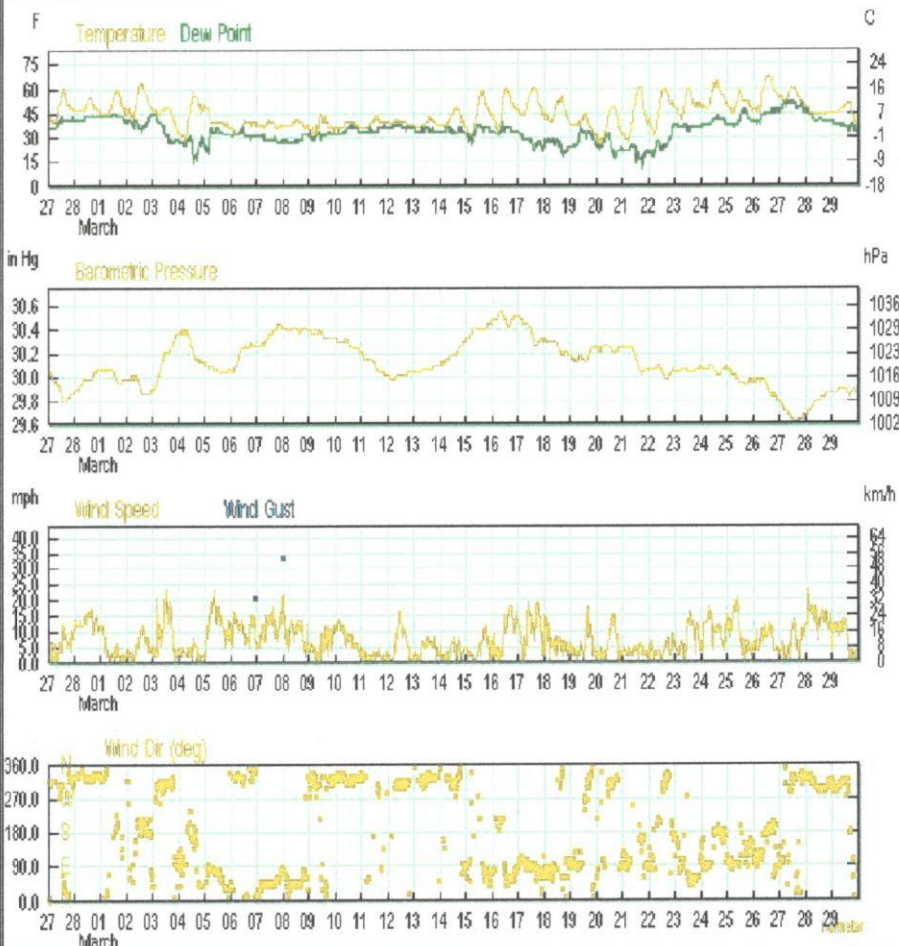 F C
Temperature Dew Point
75 24
60 16
45 7
30 -1
15 -9
0 -18
27 28 01 02 03 04 05 06 07 08 09 10 11 12 13 14 15 16 17 18 19 20 21 22 23 24 25 26 27 28 29
March
in Hg hPa
Barometric Pressure
30.6 1036
30.4 1029
30.2 1023
30.0 1016
29.8 1009
29.6 1002
27 28 01 02 03 04 05 06 07 08 09 10 11 12 13 14 15 16 17 18 19 20 21 22 23 24 25 26 27 28 29
March
mph km/h
Wind Speed Wind Gust
40.0 64
35.0 56
30.0 48
25.0 40
20.0 32
15.0 24
10.0 16
5.0 8
0.0 0
27 28 01 02 03 04 05 06 07 08 09 10 11 12 13 14 15 16 17 18 19 20 21 22 23 24 25 26 27 28 29
March
Wind Dir (deg)
360.0 N
270.0 W
180.0 S
90.0 E
0.0
27 28 01 02 03 04 05 06 07 08 09 10 11 12 13 14 15 16 17 18 19 20 21 22 23 24 25 26 27 28 29
March